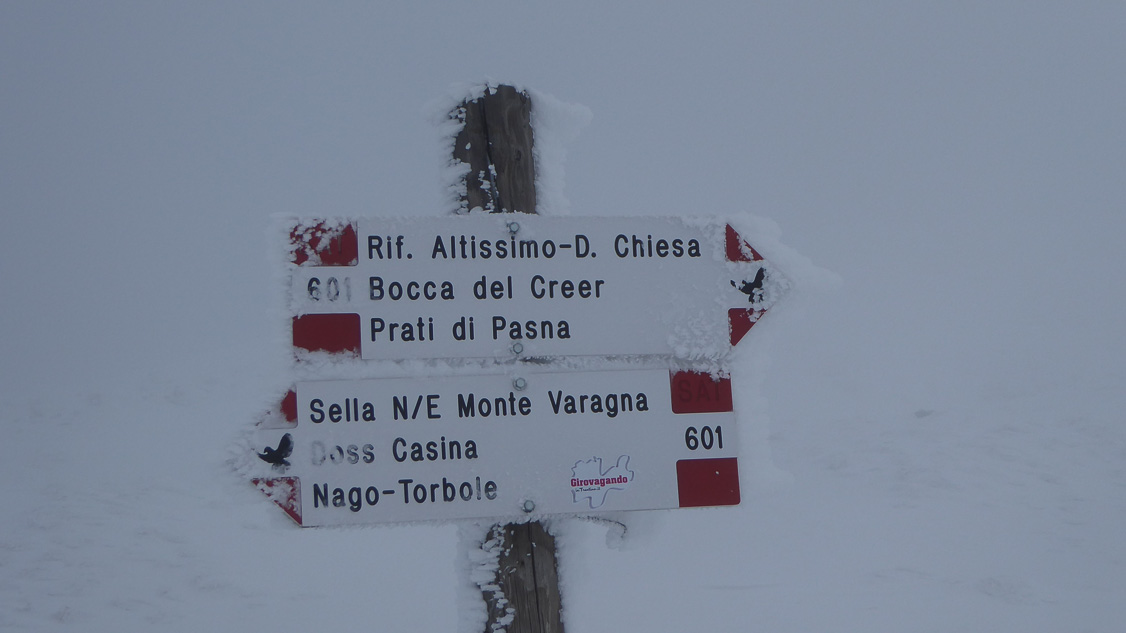 Rif. Altissimo-D. Chiesa
601 Bocca del Creer
Prati di Pasna
Sella N/E Monte Varagna SAT
Doss Casina 601
Nago-Torbole
Girovagando